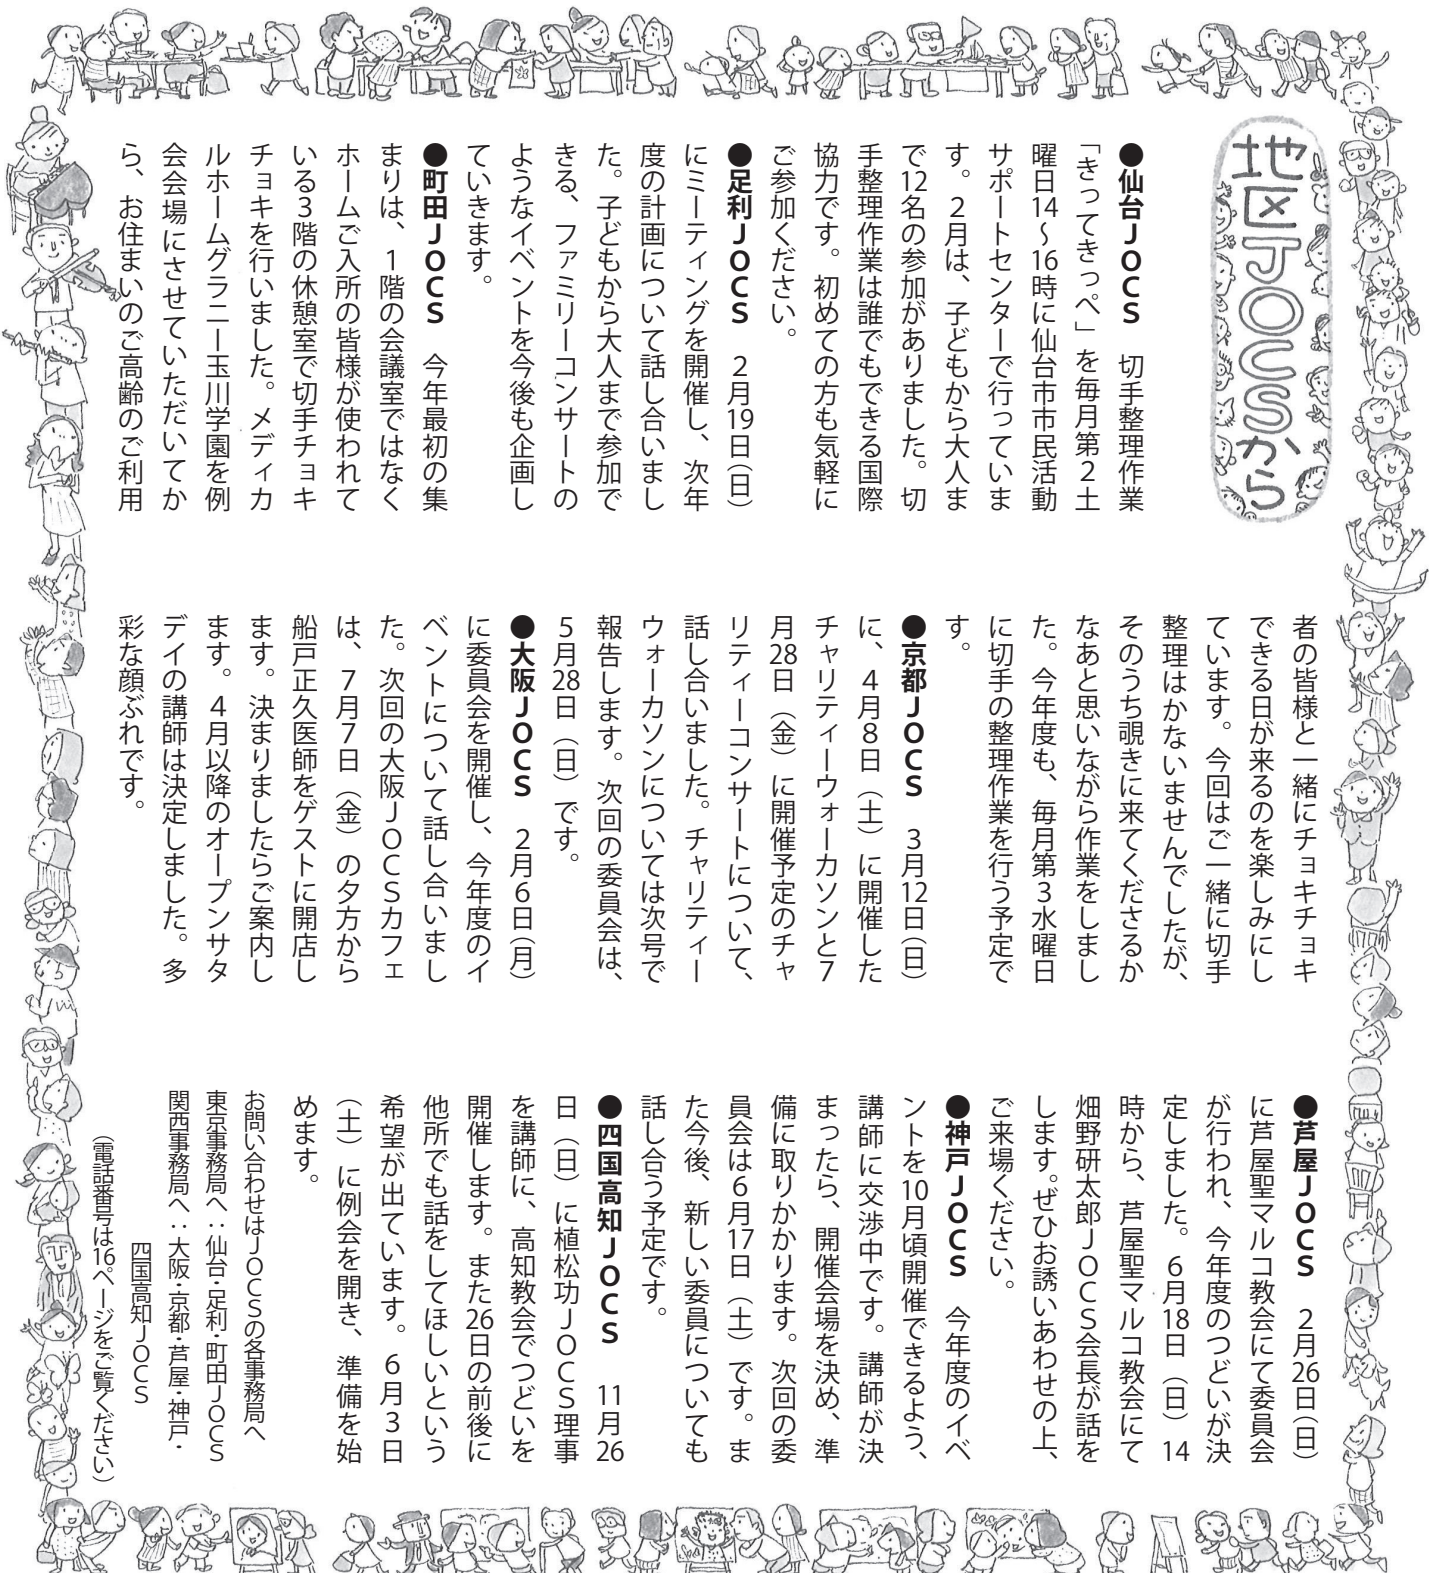 地区JOCSから
●仙台JOCS　切手整理作業
「きってきっぺ」を毎月第2土
曜日14～16時に仙台市市民活動
サポートセンターで行っていま
す。2月は、子どもから大人ま
で12名の参加がありました。切
手整理作業は誰でもできる国際
協力です。初めての方も気軽に
ご参加ください。
●足利JOCS　2月19日(日)
にミーティングを開催し、次年
度の計画について話し合いまし
た。子どもから大人まで参加で
きる、ファミリーコンサートの
ようなイベントを今後も企画し
ていきます。
●町田JOCS　今年最初の集
まりは、1階の会議室ではなく
ホームご入所の皆様が使われて
いる3階の休憩室で切手チョキ
チョキを行いました。メディカ
ルホームグラニー玉川学園を例
会会場にさせていただいてか
ら、お住まいのご高齢のご利用
者の皆様と一緒にチョキチョキ
できる日が来るのを楽しみにし
ています。今回はご一緒に切手
整理はかないませんでしたが、
そのうち覗きに来てくださるか
なあと思いながら作業をしまし
た。今年度も、毎月第3水曜日
に切手の整理作業を行う予定で
す。
●京都JOCS　3月12日(日)
に、4月8日（土）に開催した
チャリティーウォーカソンと7
月28日（金）に開催予定のチャ
リティーコンサートについて、
話し合いました。チャリティー
ウォーカソンについては次号で
報告します。次回の委員会は、
5月28日（日）です。
●大阪JOCS　2月6日(月)
に委員会を開催し、今年度のイ
ベントについて話し合いまし
た。次回の大阪JOCSカフェ
は、7月7日（金）の夕方から
船戸正久医師をゲストに開店し
ます。決まりましたらご案内し
ます。4月以降のオープンサタ
デイの講師は決定しました。多
彩な顔ぶれです。
●芦屋JOCS　2月26日(日)
に芦屋聖マルコ教会にて委員会
が行われ、今年度のつどいが決
定しました。6月18日（日）14
時から、芦屋聖マルコ教会にて
畑野研太郎JOCS会長が話を
します。ぜひお誘いあわせの上、
ご来場ください。
●神戸JOCS　今年度のイベ
ントを10月頃開催できるよう、
講師に交渉中です。講師が決
まったら、開催会場を決め、準
備に取りかかります。次回の委
員会は6月17日（土）です。ま
た今後、新しい委員についても
話し合う予定です。
●四国高知JOCS　11月26
日（日）に植松功JOCS理事
を講師に、高知教会でつどいを
開催します。また26日の前後に
他所でも話をしてほしいという
希望が出ています。6月3日
（土）に例会を開き、準備を始
めます。
お問い合わせはJOCSの各事務局へ
東京事務局へ：仙台・足利・町田JOCS
関西事務局へ：大阪・京都・芦屋・神戸・
四国高知JOCS
（電話番号は16ページをご覧ください）